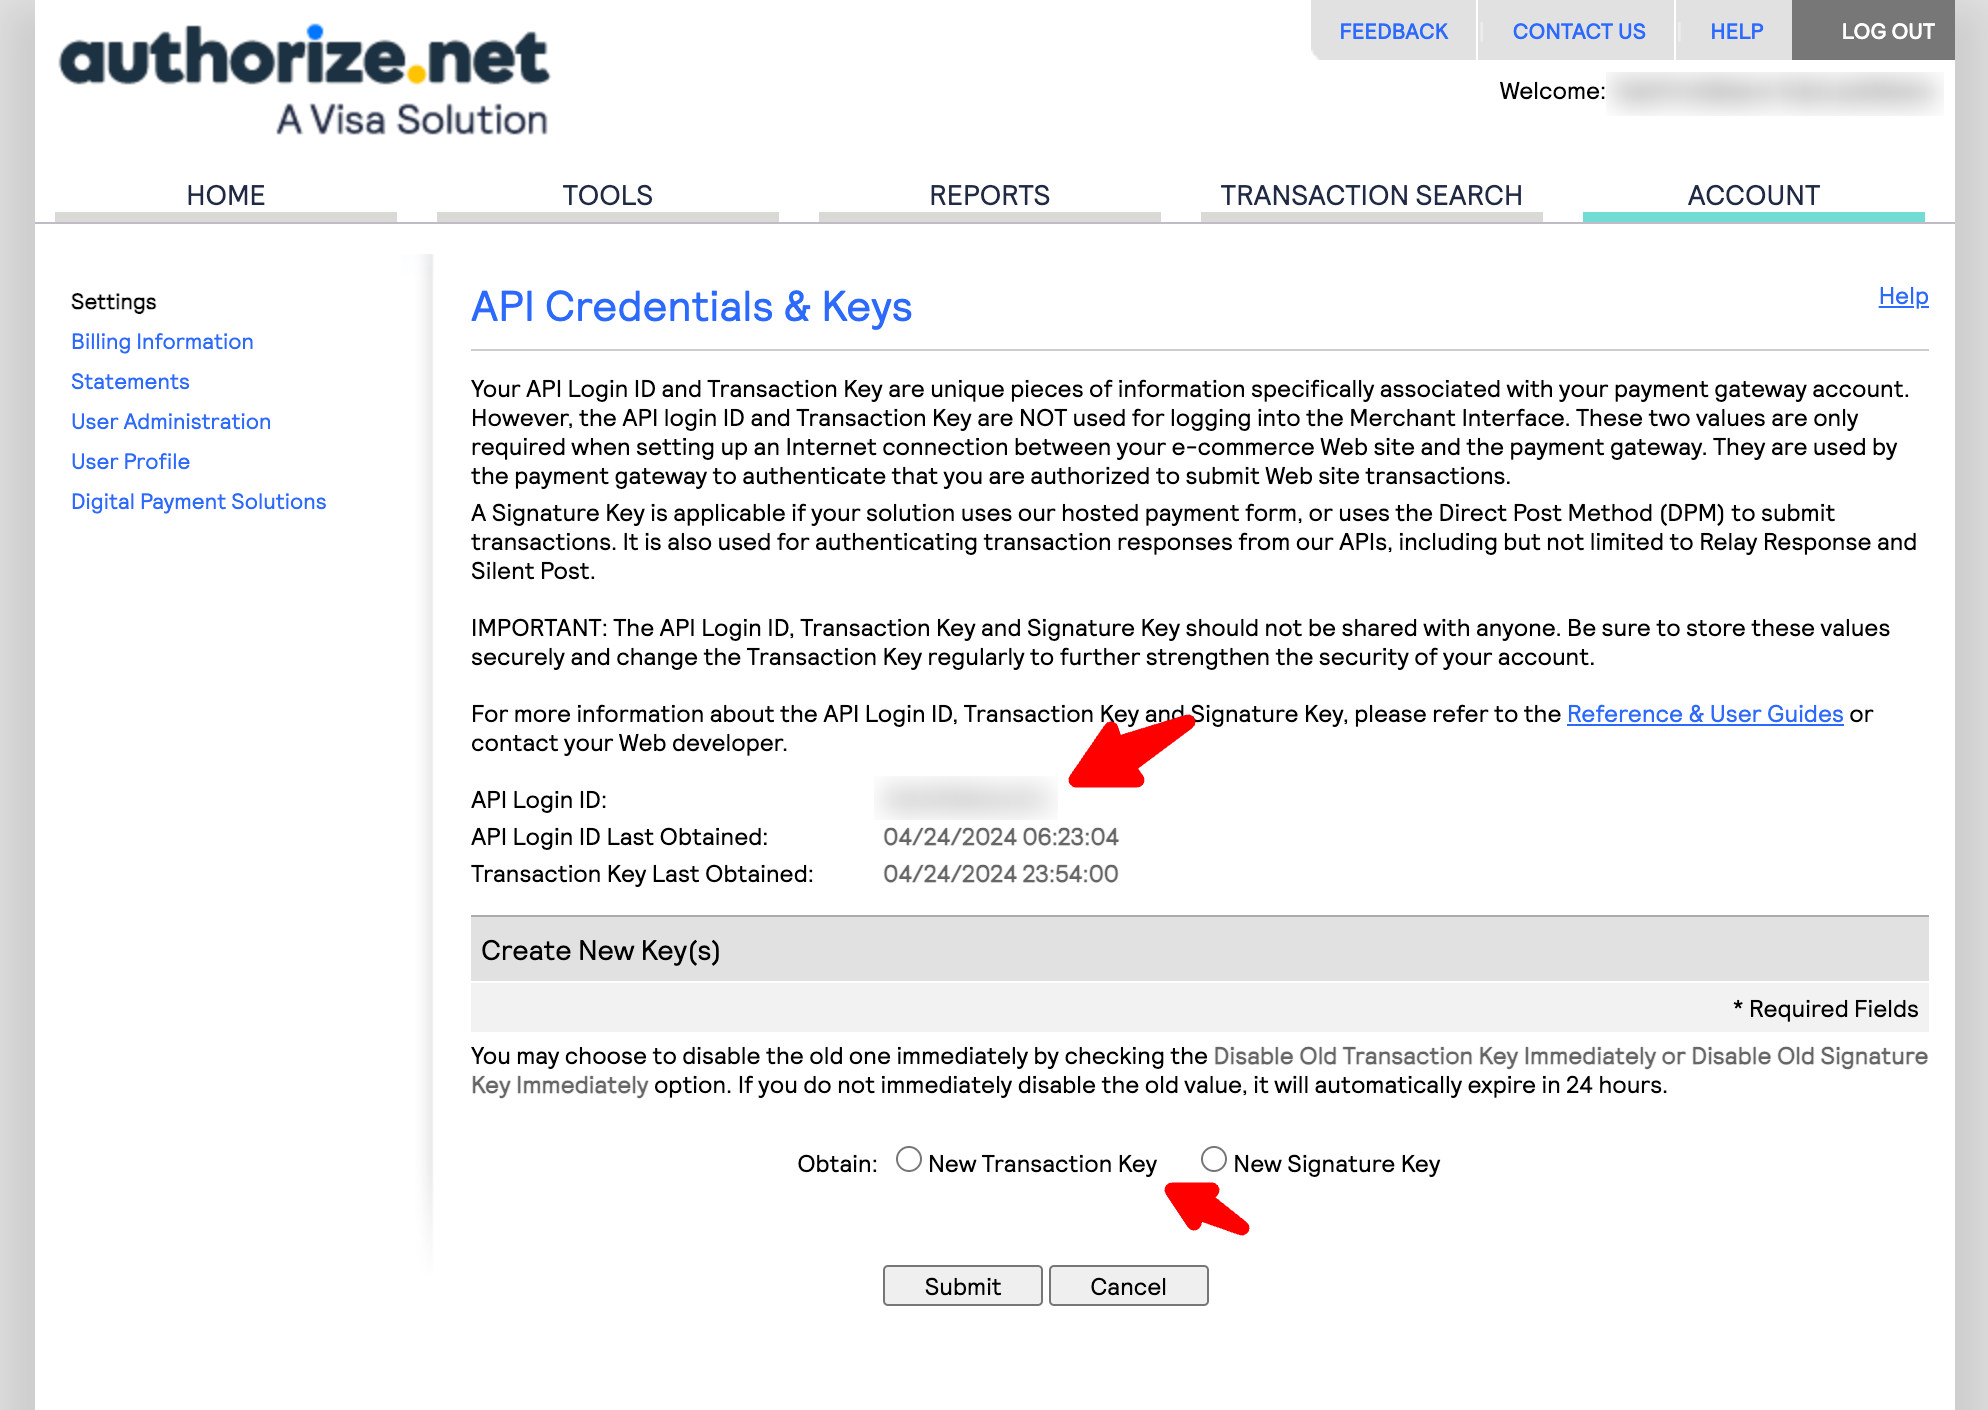 authorize.net
A Visa Solution
FEEDBACK
CONTACT US
HELP
LOG OUT
Welcome:
HOME
TOOLS
REPORTS
TRANSACTION SEARCH
ACCOUNT
Settings
Billing Information
Statements
User Administration
User Profile
Digital Payment Solutions
API Credentials & Keys
Help
Your API Login ID and Transaction Key are unique pieces of information specifically associated with your payment gateway account.
However, the API login ID and Transaction Key are NOT used for logging into the Merchant Interface. These two values are only
required when setting up an Internet connection between your e-commerce Web site and the payment gateway. They are used by
the payment gateway to authenticate that you are authorized to submit Web site transactions.
A Signature Key is applicable if your solution uses our hosted payment form, or uses the Direct Post Method (DPM) to submit
transactions. It is also used for authenticating transaction responses from our APIs, including but not limited to Relay Response and
Silent Post.
IMPORTANT: The API Login ID, Transaction Key and Signature Key should not be shared with anyone. Be sure to store these values
securely and change the Transaction Key regularly to further strengthen the security of your account.
For more information about the API Login ID, Transaction Key and Signature Key, please refer to the Reference & User Guides or
contact your Web developer.
API Login ID:
API Login ID Last Obtained: 04/24/2024 06:23:04
Transaction Key Last Obtained: 04/24/2024 23:54:00
Create New Key(s)
* Required Fields
You may choose to disable the old one immediately by checking the Disable Old Transaction Key Immediately or Disable Old Signature
Key Immediately option. If you do not immediately disable the old value, it will automatically expire in 24 hours.
Obtain: New Transaction Key New Signature Key
Submit
Cancel